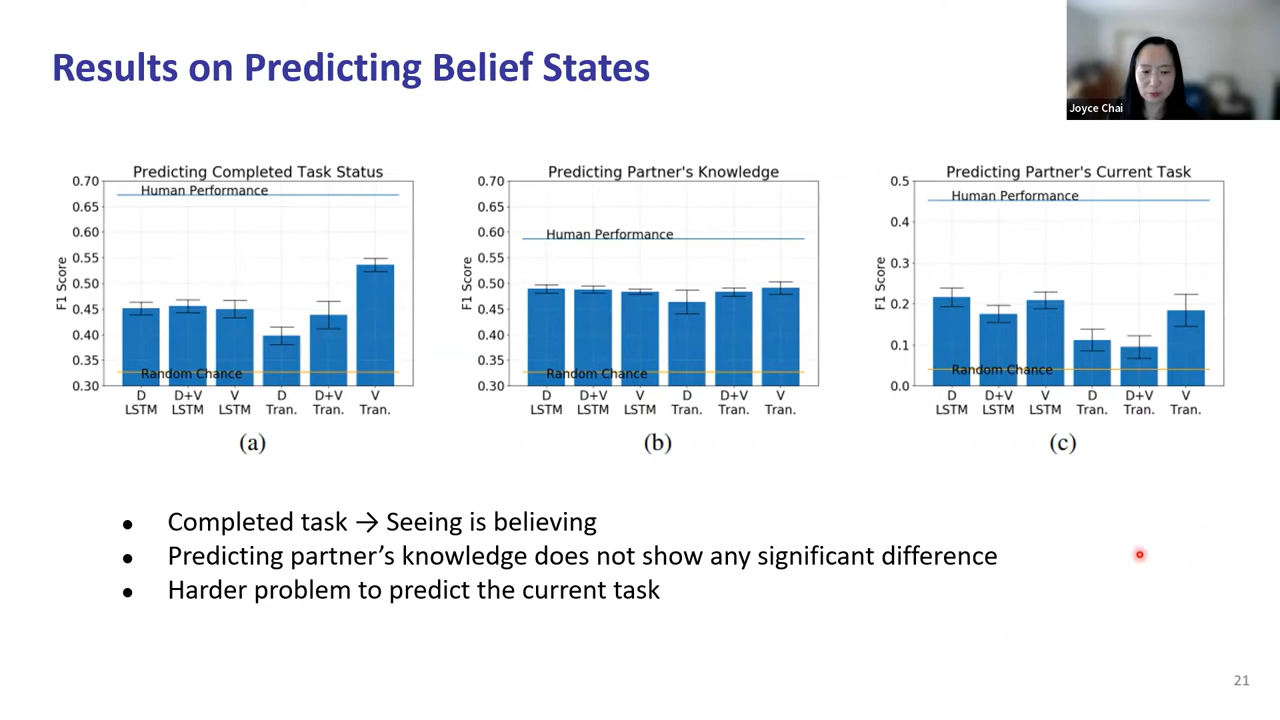 Results on Predicting Belief States
Joyce Chai
Predicting Completed Task Status
F1 Score
0.70
0.65
0.60
0.55
0.50
0.45
0.40
0.35
0.30
Human Performance
Random Chance
D LSTM
D+V LSTM
V LSTM
D Tran.
D+V Tran.
V Tran.
(a)
Predicting Partner's Knowledge
F1 Score
0.70
0.65
0.60
0.55
0.50
0.45
0.40
0.35
0.30
Human Performance
Random Chance
D LSTM
D+V LSTM
V LSTM
D Tran.
D+V Tran.
V Tran.
(b)
Predicting Partner's Current Task
F1 Score
0.5
0.4
0.3
0.2
0.1
0.0
Human Performance
Random Chance
D LSTM
D+V LSTM
V LSTM
D Tran.
D+V Tran.
V Tran.
(c)
● Completed task → Seeing is believing
● Predicting partner’s knowledge does not show any significant difference
● Harder problem to predict the current task
21